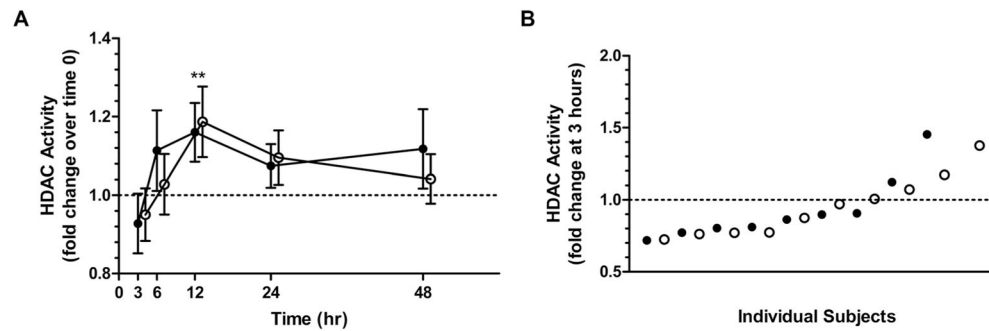 A
HDAC Activity
(fold change over time 0)
1.4
1.2
1.0
0.8
**
0 3 6 12 24 48
Time (hr)
B
HDAC Activity
(fold change at 3 hours)
2.0
1.5
1.0
0.5
Individual Subjects